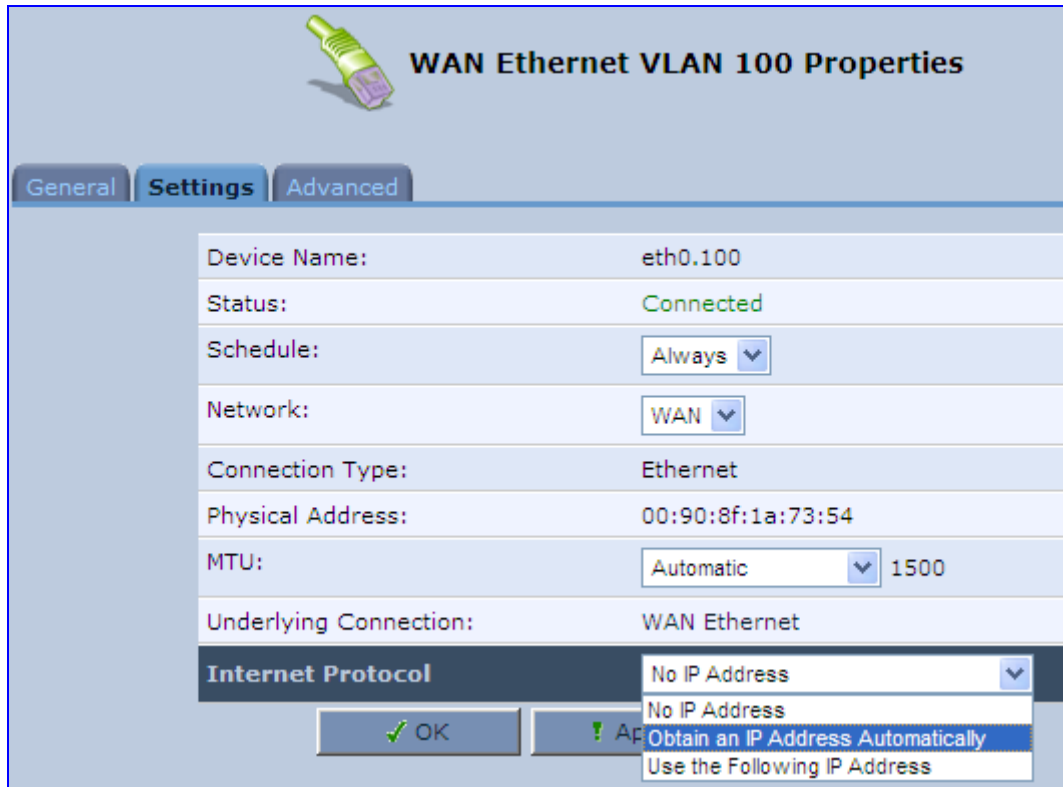 WAN Ethernet VLAN 100 Properties
General Settings Advanced
Device Name: eth0.100
Status: Connected
Schedule: Always
Network: WAN
Connection Type: Ethernet
Physical Address: 00:90:8f:1a:73:54
MTU: Automatic 1500
Underlying Connection: WAN Ethernet
Internet Protocol No IP Address
No IP Address
OK Obtain an IP Address Automatically
Use the Following IP Address